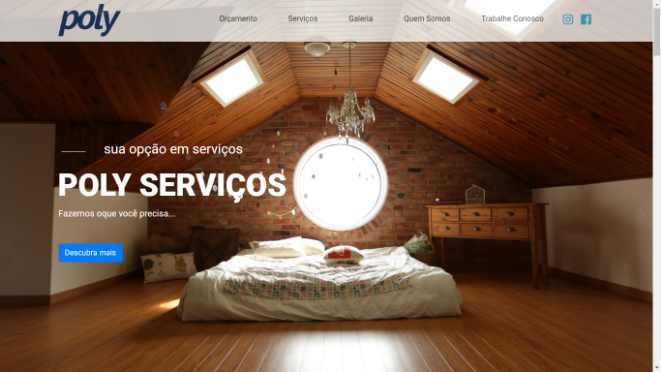 poly
Orçamento Serviços Galeria Quem Somos Trabalhe Conosco
sua opção em serviços
POLY SERVIÇOS
Fazemos oque você precisa...
Descubra mais